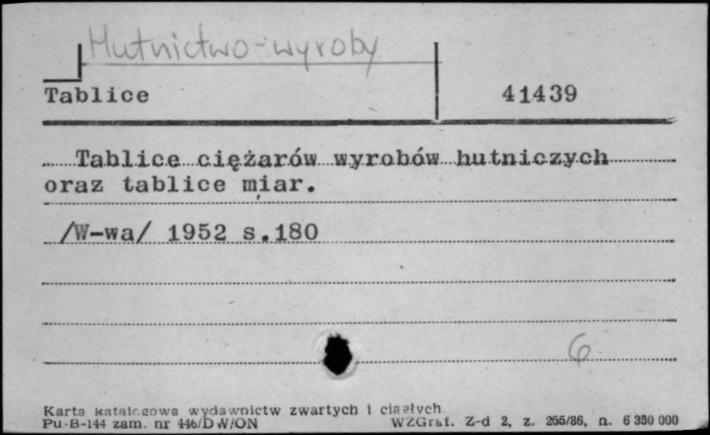 Hutnictwo-wyroby
Tablice 41439
Tablice ciężarów wyrobów hutniczych
oraz tablice miar.
/W-wa/ 1952 s.180
6
Karta katalogowa wydawnictw zwartych i ciągłych
Pu-B-144 zam. nr 446/DW/ON WZGraf. Z-d 2, z. 265/86, n. 6 350 000